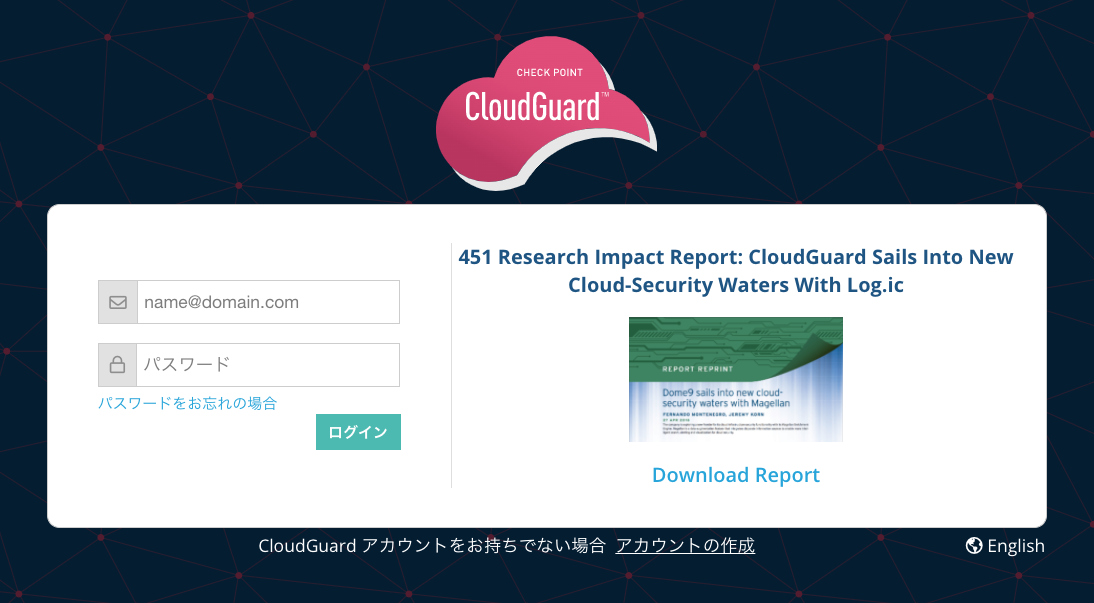 CHECK POINT
CloudGuard™
name@domain.com
パスワード
パスワードをお忘れの場合
ログイン
451 Research Impact Report: CloudGuard Sails Into New
Cloud-Security Waters With Log.ic
REPORT REPRINT
Dome9 sails into new cloud-
security waters with Magellan
FERNANDO MONTENEGRO, JEREMY KORN
Download Report
CloudGuard アカウントをお持ちでない場合 アカウントの作成
English